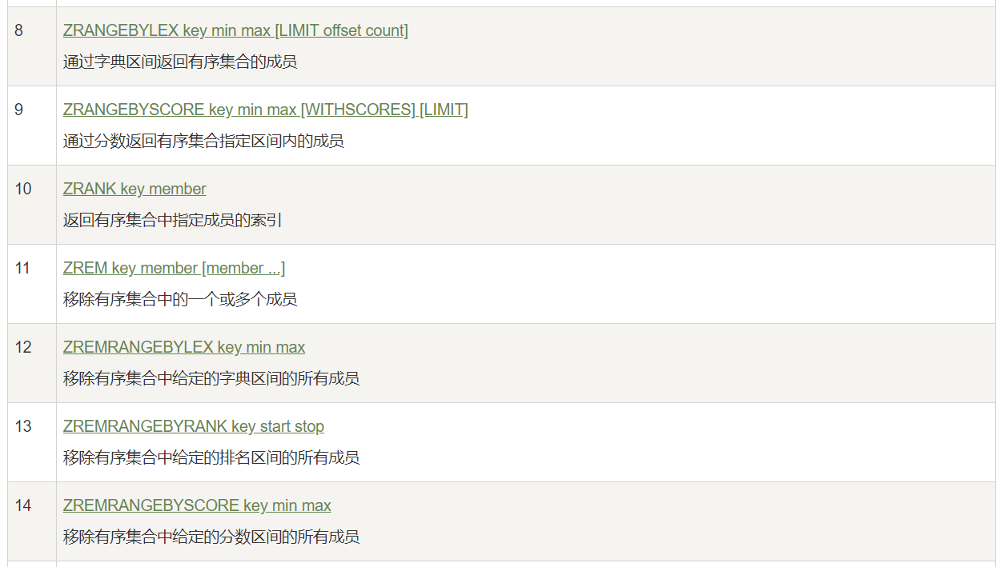 8
ZRANGEBYLEX key min max [LIMIT offset count]
通过字典区间返回有序集合的成员
9
ZRANGEBYSCORE key min max [WITHSCORES] [LIMIT]
通过分数返回有序集合指定区间内的成员
10
ZRANK key member
返回有序集合中指定成员的索引
11
ZREM key member [member ...]
移除有序集合中的一个或多个成员
12
ZREMRANGEBYLEX key min max
移除有序集合中给定的字典区间的所有成员
13
ZREMRANGEBYRANK key start stop
移除有序集合中给定的排名区间的所有成员
14
ZREMRANGEBYSCORE key min max
移除有序集合中给定的分数区间的所有成员